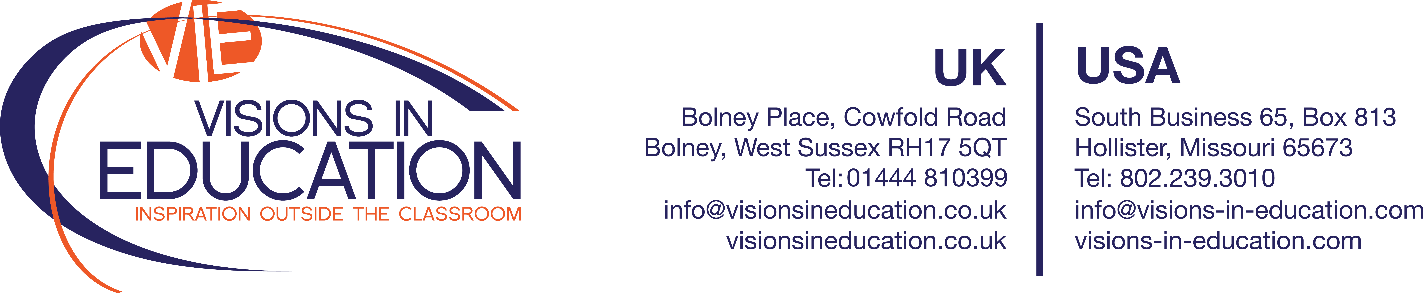 VIE
VISIONS IN
EDUCATION
INSPIRATION OUTSIDE THE CLASSROOM
UK
Bolney Place, Cowfold Road
Bolney, West Sussex RH17 5QT
Tel:01444 810399
info@visionsineducation.co.uk
visionsineducation.co.uk
USA
South Business 65, Box 813
Hollister, Missouri 65673
Tel: 802.239.3010
info@visions-in-education.com
visions-in-education.com